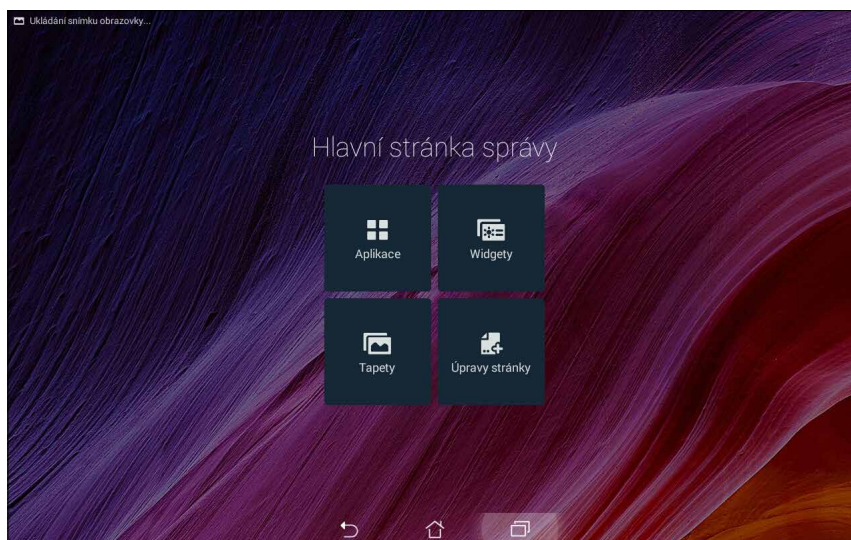 Ukládání snímku obrazovky...
Hlavní stránka správy
Aplikace
Widgety
Tapety
Úpravy stránky